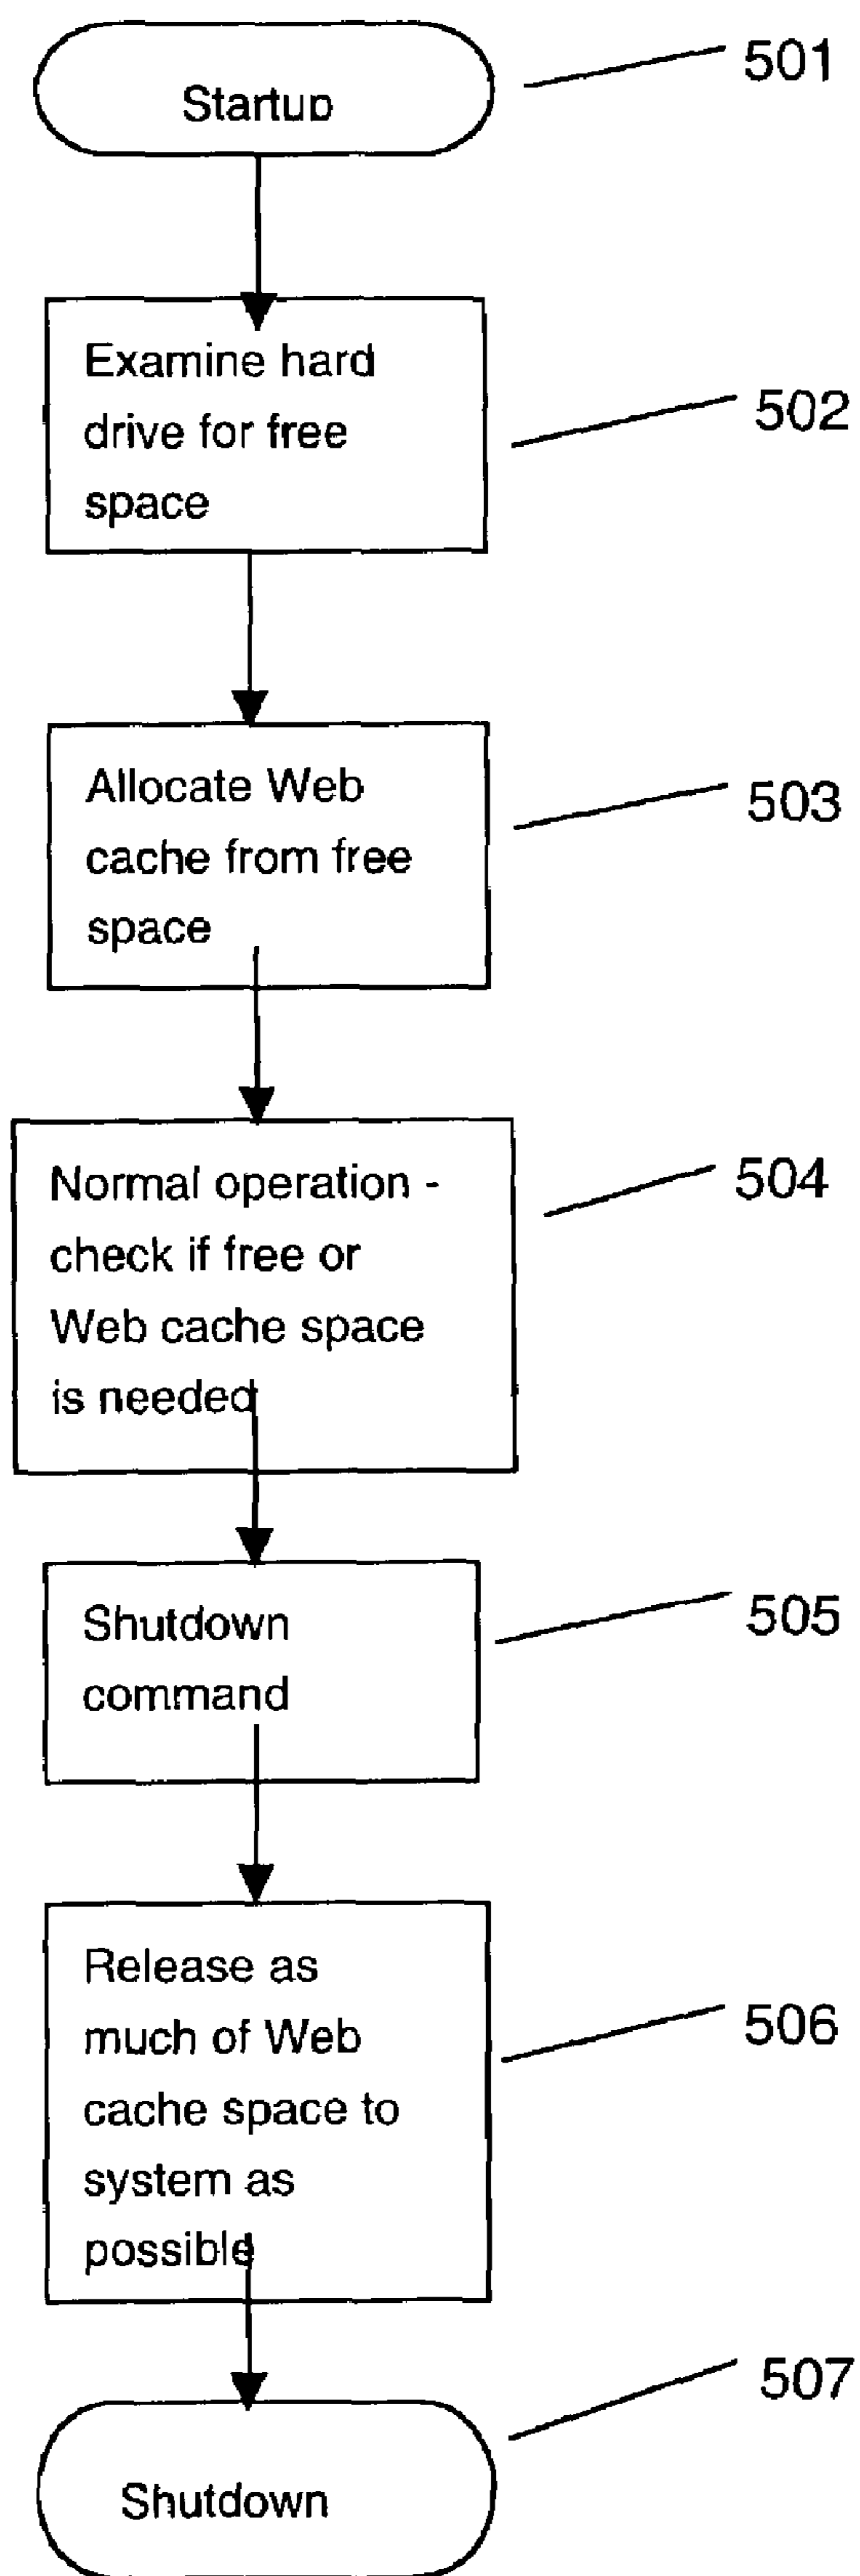 Startup
501
Examine hard
drive for free
space
502
Allocate Web
cache from free
space
503
Normal operation -
check if free or
Web cache space
is needed
504
Shutdown
command
505
Release as
much of Web
cache space to
system as
possible
506
507
Shutdown